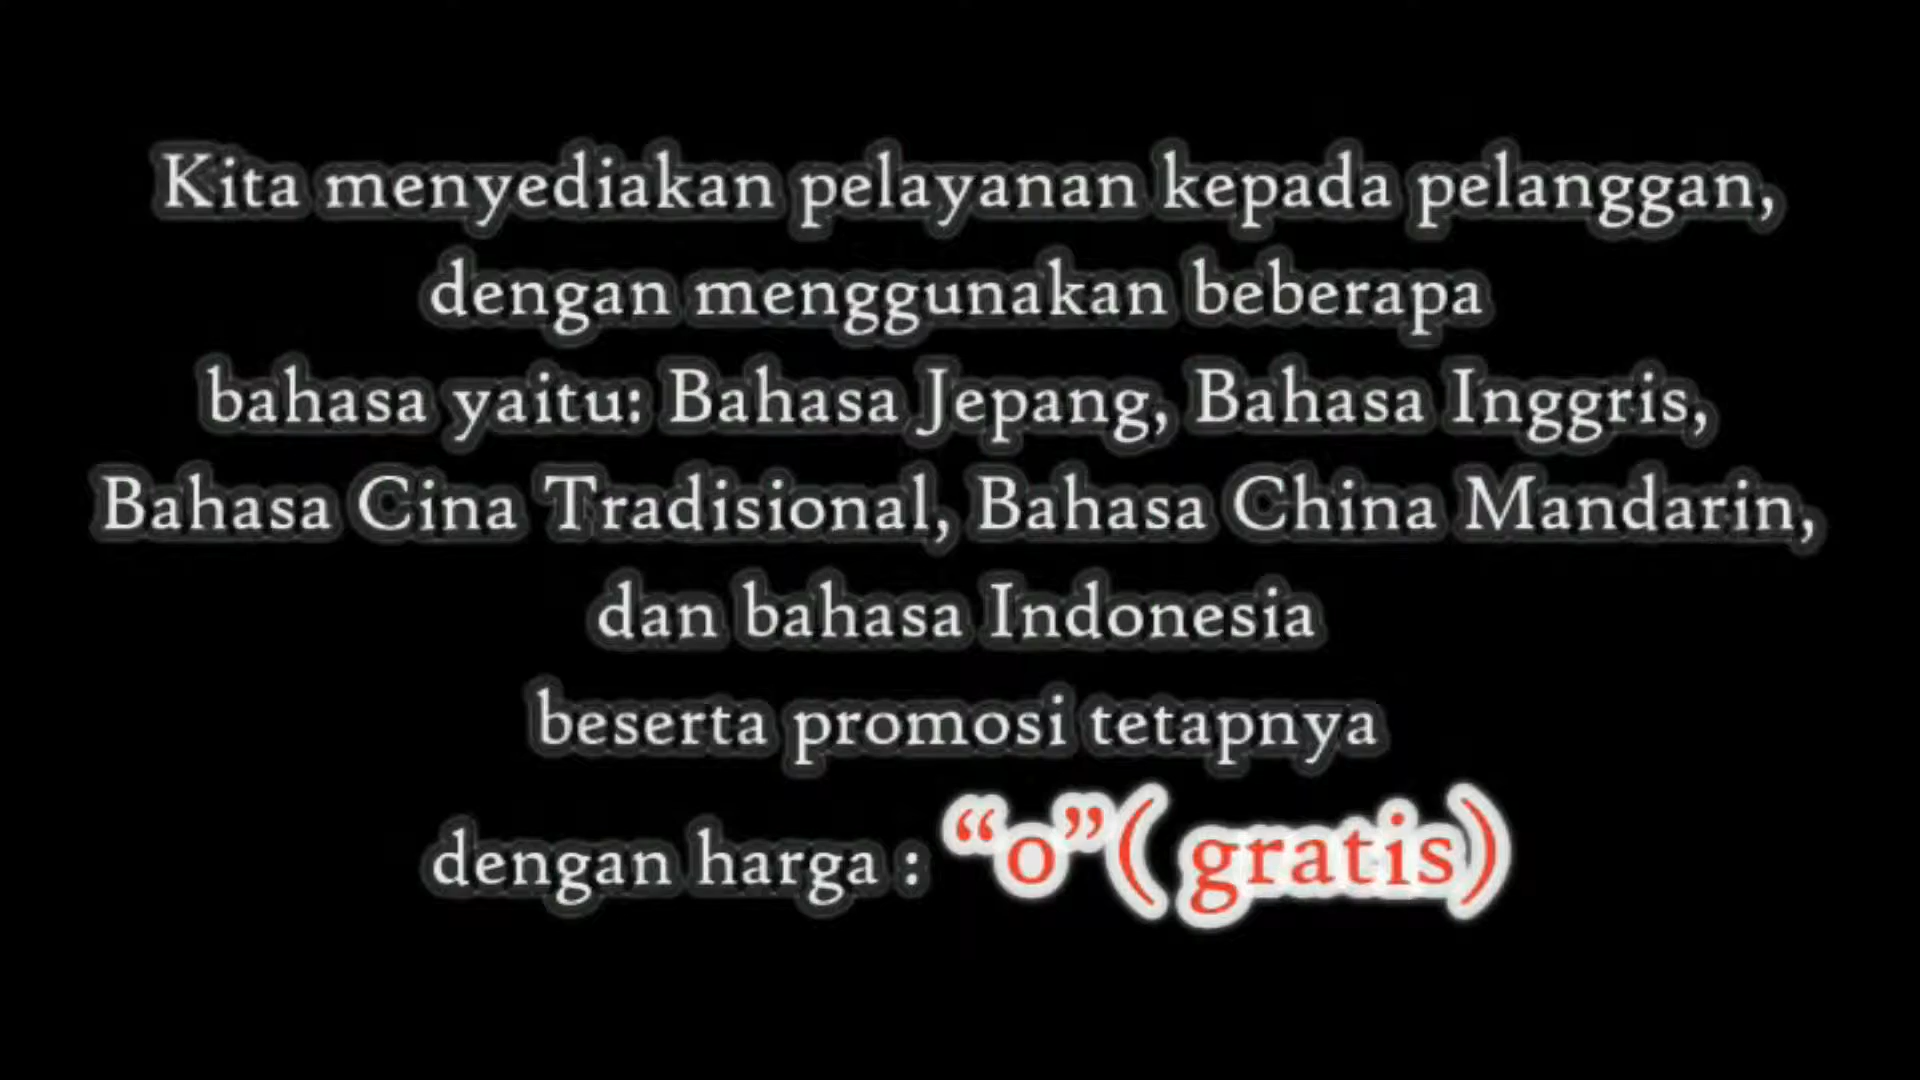 Kita menyediakan pelayanan kepada pelanggan,
dengan menggunakan beberapa
bahasa yaitu: Bahasa Jepang, Bahasa Inggris,
Bahasa Cina Tradisional, Bahasa China Mandarin,
dan bahasa Indonesia
beserta promosi tetapnya
dengan harga : “0”( gratis)